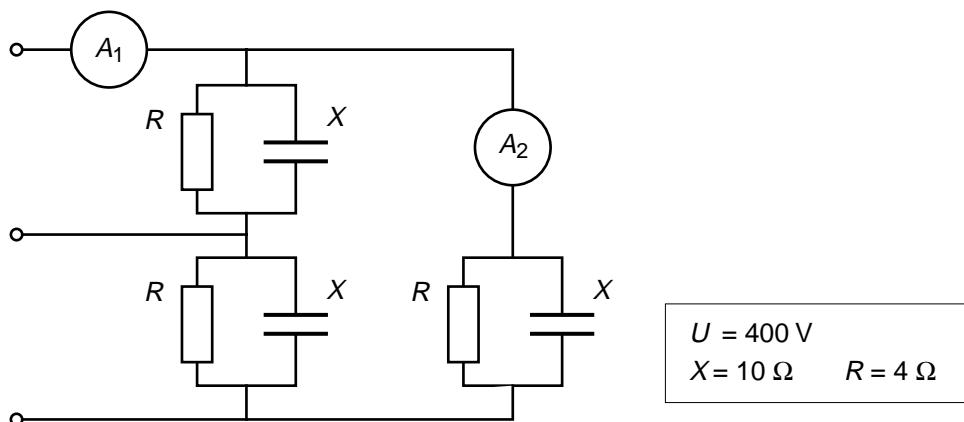 A1
R X
A2
R X
R X
U = 400 V
X = 10 Ω R = 4 Ω